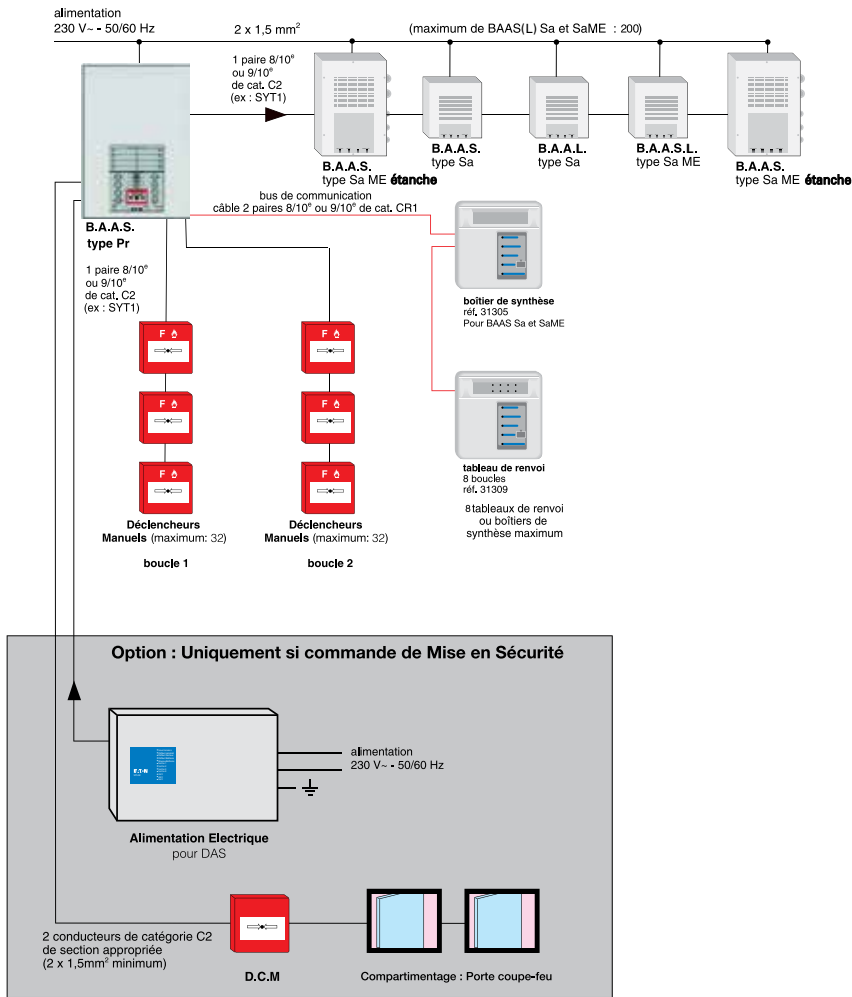 alimentation
230 V~ - 50/60 Hz
2 x 1,5 mm²
(maximum de BAAS(L) Sa et SaME : 200)
1 paire 8/10e
ou 9/10e
de cat. C2
(ex : SYT1)
B.A.A.S.
type Sa ME étanche
B.A.A.S.
type Sa
B.A.A.L.
type Sa
B.A.A.S.L.
type Sa ME
B.A.A.S.
type Sa ME étanche
bus de communication
câble 2 paires 8/10e ou 9/10e de cat. CR1
B.A.A.S.
type Pr
1 paire 8/10e
ou 9/10e
de cat. C2
(ex : SYT1)
boîtier de synthèse
réf. 31305
Pour BAAS Sa et SaME
F
F
F
F
F
F
tableau de renvoi
8 boucles
réf. 31309
8 tableaux de renvoi
ou boîtiers de
synthèse maximum
Déclencheurs
Manuels (maximum: 32)
boucle 1
Déclencheurs
Manuels (maximum: 32)
boucle 2
Option : Uniquement si commande de Mise en Sécurité
EATON
alimentation
230 V~ - 50/60 Hz
Alimentation Electrique
pour DAS
2 conducteurs de catégorie C2
de section appropriée
(2 x 1,5mm² minimum)
D.C.M
Compartimentage : Porte coupe-feu